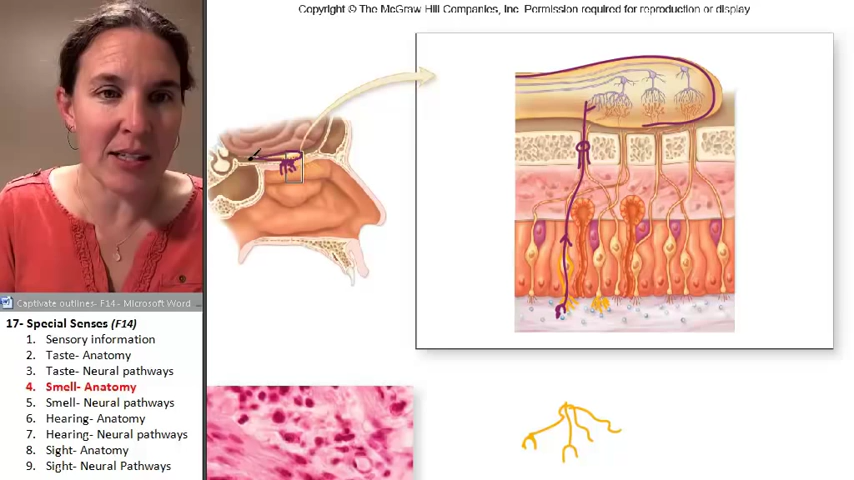 Copyright © The McGraw Hill Companies, Inc. Permission required for reproduction or display
Captivate outlines- F14- Microsoft Word ...
17- Special Senses (F14)
1. Sensory information
2. Taste- Anatomy
3. Taste- Neural pathways
4. Smell- Anatomy
5. Smell- Neural pathways
6. Hearing- Anatomy
7. Hearing- Neural pathways
8. Sight- Anatomy
9. Sight- Neural Pathways